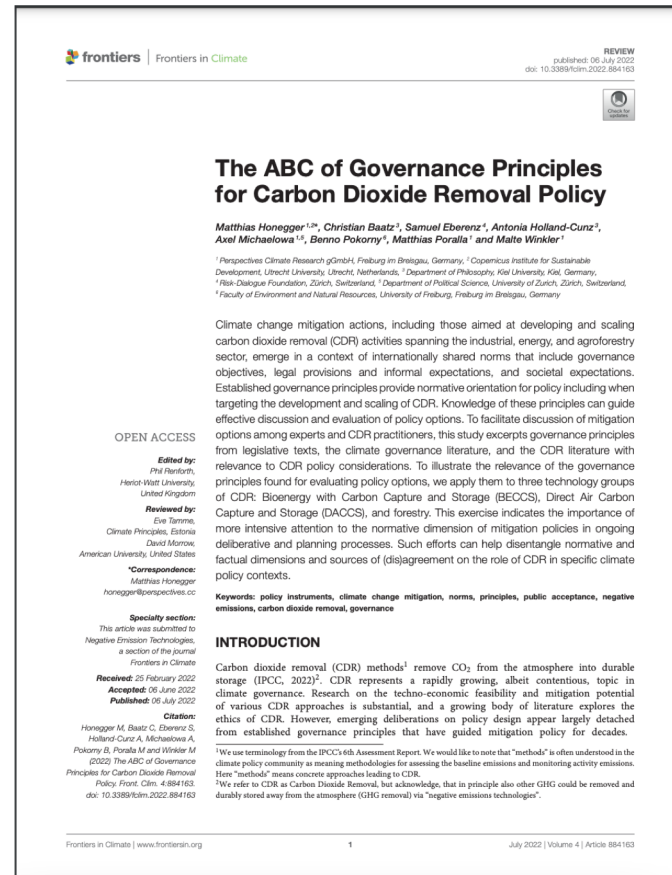 frontiers | Frontiers in Climate
REVIEW
published: 06 July 2022
doi: 10.3389/fclim.2022.884163
Check for
updates
The ABC of Governance Principles
for Carbon Dioxide Removal Policy
Matthias Honegger 1,2*, Christian Baatz 3, Samuel Eberenz 4, Antonia Holland-Cunz 3,
Axel Michaelowa 1,5, Benno Pokorny 6, Matthias Poralla 1 and Malte Winkler 1
1 Perspectives Climate Research gGmbH, Freiburg im Breisgau, Germany, 2 Copernicus Institute for Sustainable
Development, Utrecht University, Utrecht, Netherlands, 3 Department of Philosophy, Kiel University, Kiel, Germany,
4 Risk-Dialogue Foundation, Zürich, Switzerland, 5 Department of Political Science, University of Zurich, Zürich, Switzerland,
6 Faculty of Environment and Natural Resources, University of Freiburg, Freiburg im Breisgau, Germany
Climate change mitigation actions, including those aimed at developing and scaling
carbon dioxide removal (CDR) activities spanning the industrial, energy, and agroforestry
sector, emerge in a context of internationally shared norms that include governance
objectives, legal provisions and informal expectations, and societal expectations.
Established governance principles provide normative orientation for policy including when
targeting the development and scaling of CDR. Knowledge of these principles can guide
effective discussion and evaluation of policy options. To facilitate discussion of mitigation
options among experts and CDR practitioners, this study excerpts governance principles
from legislative texts, the climate governance literature, and the CDR literature with
relevance to CDR policy considerations. To illustrate the relevance of the governance
principles found for evaluating policy options, we apply them to three technology groups
of CDR: Bioenergy with Carbon Capture and Storage (BECCS), Direct Air Carbon
Capture and Storage (DACCS), and forestry. This exercise indicates the importance of
more intensive attention to the normative dimension of mitigation policies in ongoing
deliberative and planning processes. Such efforts can help disentangle normative and
factual dimensions and sources of (dis)agreement on the role of CDR in specific climate
policy contexts.
Keywords: policy instruments, climate change mitigation, norms, principles, public acceptance, negative
emissions, carbon dioxide removal, governance
OPEN ACCESS
Edited by:
Phil Renforth,
Heriot-Watt University,
United Kingdom
Reviewed by:
Eve Tamme,
Climate Principles, Estonia
David Morrow,
American University, United States
*Correspondence:
Matthias Honegger
honegger@perspectives.cc
Specialty section:
This article was submitted to
Negative Emission Technologies,
a section of the journal
Frontiers in Climate
Received: 25 February 2022
Accepted: 06 June 2022
Published: 06 July 2022
Citation:
Honegger M, Baatz C, Eberenz S,
Holland-Cunz A, Michaelowa A,
Pokorny B, Poralla M and Winkler M
(2022) The ABC of Governance
Principles for Carbon Dioxide Removal
Policy. Front. Clim. 4:884163.
doi: 10.3389/fclim.2022.884163
INTRODUCTION
Carbon dioxide removal (CDR) methods1 remove CO2 from the atmosphere into durable
storage (IPCC, 2022)2. CDR represents a rapidly growing, albeit contentious, topic in
climate governance. Research on the techno-economic feasibility and mitigation potential
of various CDR approaches is substantial, and a growing body of literature explores the
ethics of CDR. However, emerging deliberations on policy design appear largely detached
from established governance principles that have guided mitigation policy for decades.
1We use terminology from the IPCC's 6th Assessment Report. We would like to note that "methods" is often understood in the
climate policy community as meaning methodologies for assessing the baseline emissions and monitoring activity emissions.
Here "methods" means concrete approaches leading to CDR.
2We refer to CDR as Carbon Dioxide Removal, but acknowledge, that in principle also other GHG could be removed and
durably stored away from the atmosphere (GHG removal) via "negative emissions technologies".
Frontiers in Climate | www.frontiersin.org
1
July 2022 | Volume 4 | Article 884163